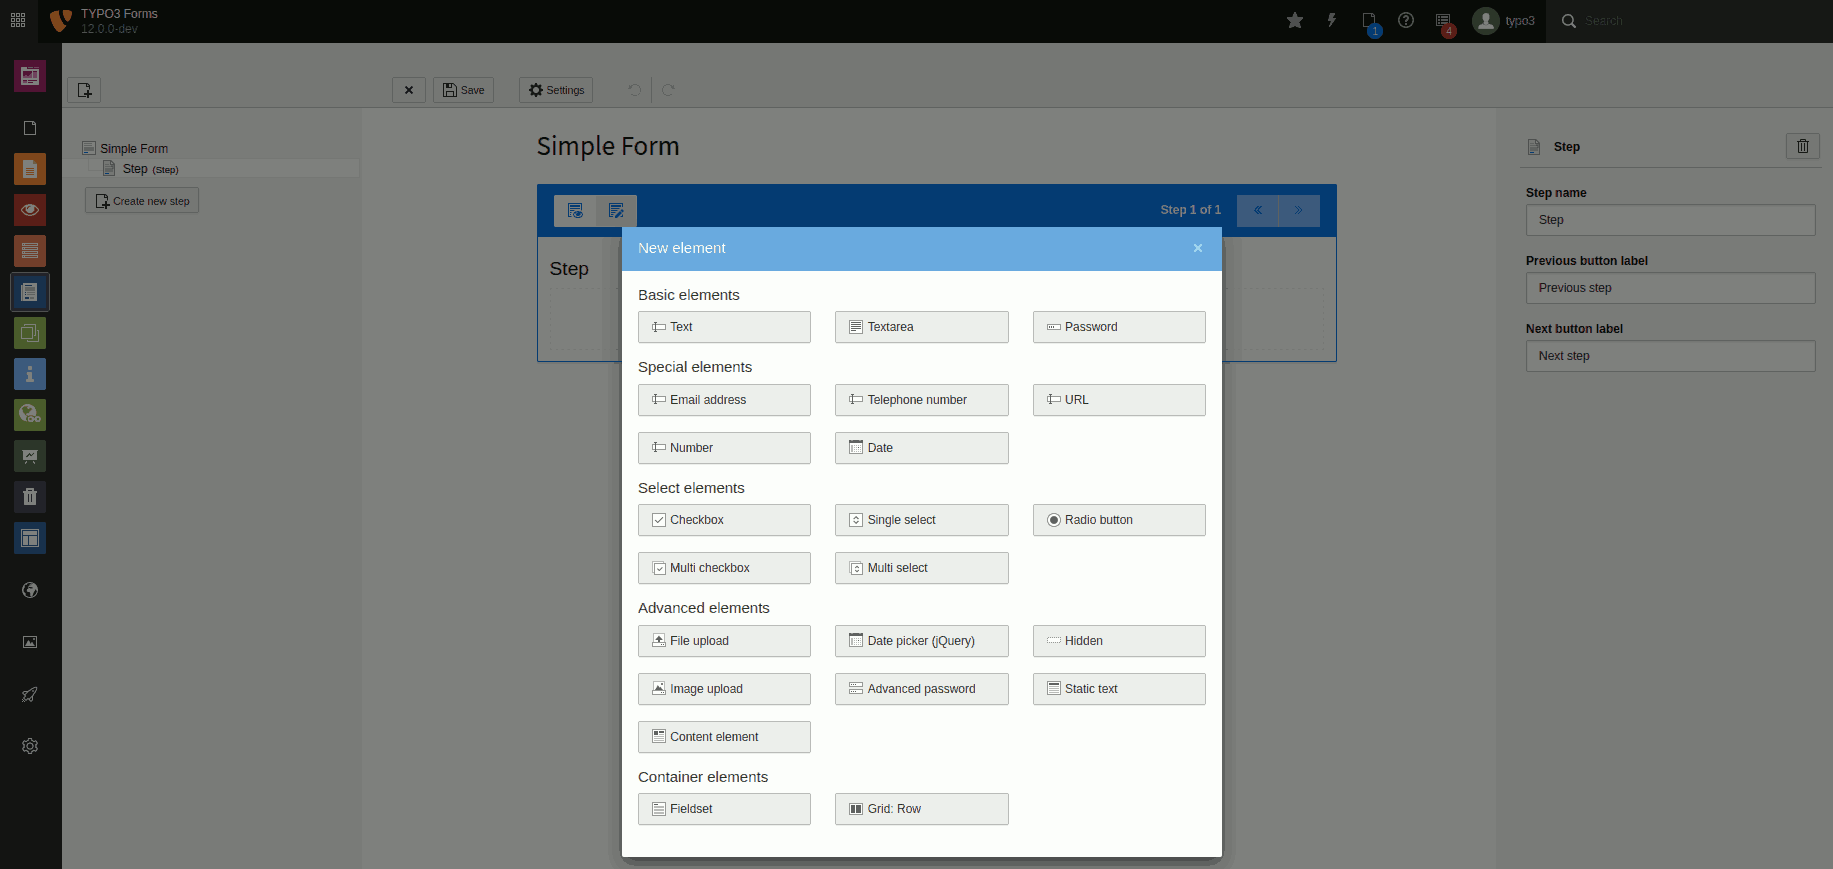 TYPO3 Forms
12.0.0-dev
1
4
typo3
Search
Save
Settings
Simple Form
Step (Step)
Create new step
Simple Form
Step 1 of 1
Step
New element
Basic elements
Text
Textarea
Password
Special elements
Email address
Telephone number
URL
Number
Date
Select elements
Checkbox
Single select
Radio button
Multi checkbox
Multi select
Advanced elements
File upload
Date picker (jQuery)
Hidden
Image upload
Advanced password
Static text
Content element
Container elements
Fieldset
Grid: Row
Step
Step name
Step
Previous button label
Previous step
Next button label
Next step